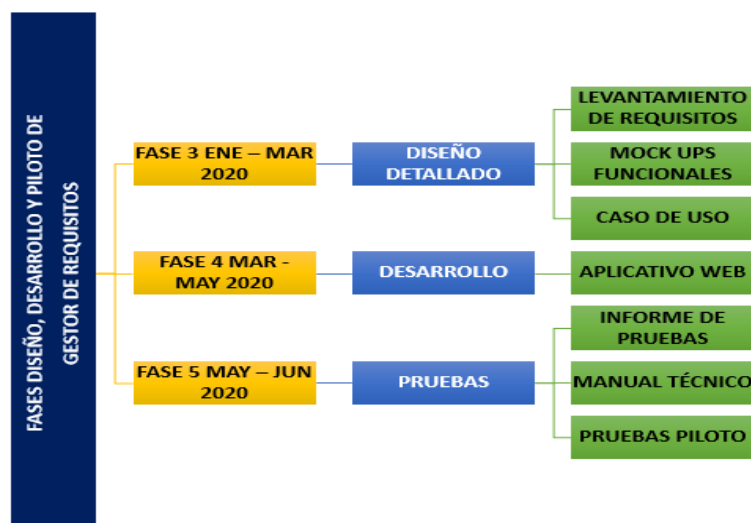 FASES DISEÑO, DESARROLLO Y PILOTO DE
GESTOR DE REQUISITOS
FASE 3 ENE – MAR
2020
DISEÑO
DETALLADO
LEVANTAMIENTO
DE REQUISITOS
MOCK UPS
FUNCIONALES
CASO DE USO
FASE 4 MAR -
MAY 2020
DESARROLLO
APLICATIVO WEB
FASE 5 MAY – JUN
2020
PRUEBAS
INFORME DE
PRUEBAS
MANUAL TÉCNICO
PRUEBAS PILOTO